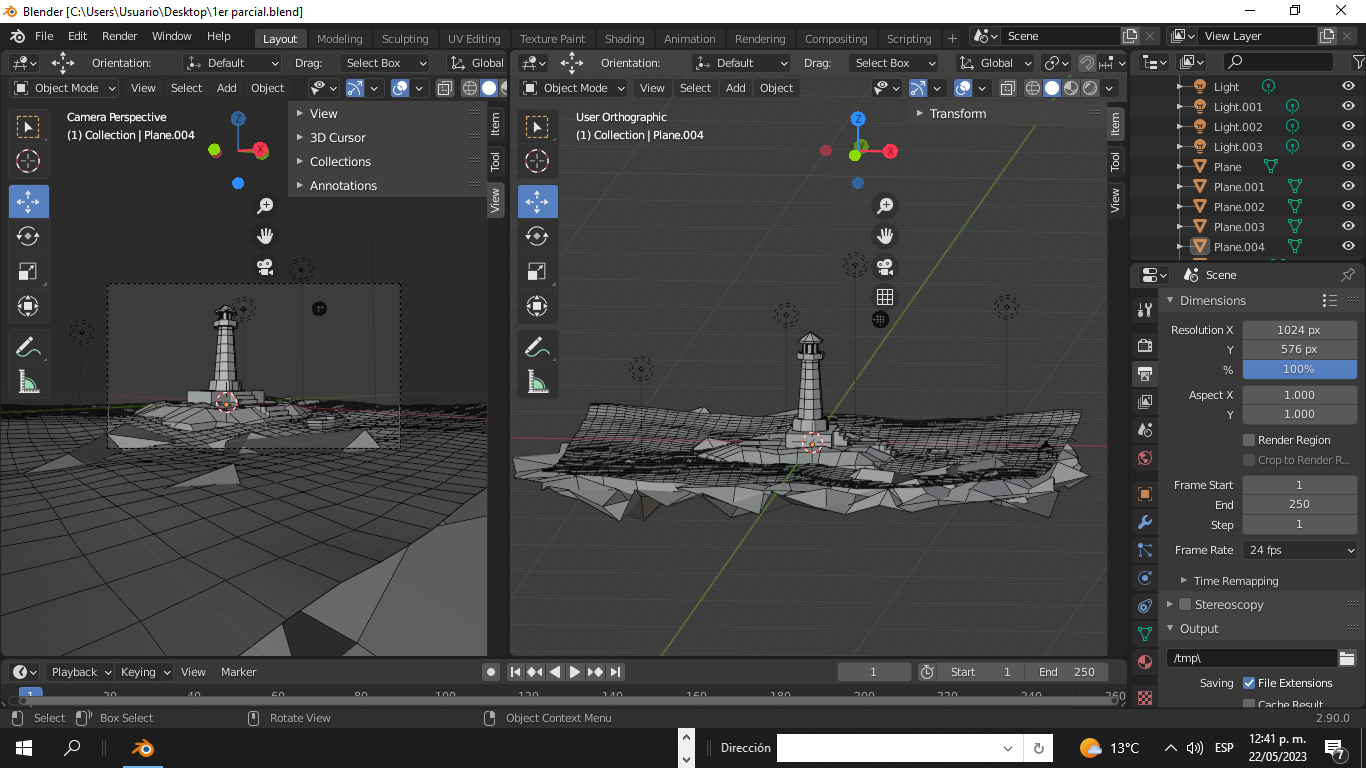 Blender [C:\Users\Usuario\Desktop\1er parcial.blend]
File Edit Render Window Help Layout Modeling Sculpting UV Editing Texture Paint Shading Animation Rendering Compositing Scripting + Scene View Layer
Orientation: Default Drag: Select Box Global
Orientation: Default Drag: Select Box Global
Object Mode View Select Add Object
Object Mode View Select Add Object
Camera Perspective
(1) Collection | Plane.004
View
3D Cursor
Collections
Annotations
Item
Tool
View
Z
X
User Orthographic
(1) Collection | Plane.004
Transform
Item
Tool
View
Z
Y
X
Light
Light.001
Light.002
Light.003
Plane
Plane.001
Plane.002
Plane.003
Plane.004
Scene
Dimensions
Resolution X 1024 px
Y 576 px
% 100%
Aspect X 1.000
Y 1.000
Render Region
Crop to Render R...
Frame Start 1
End 250
Step 1
Frame Rate 24 fps
Time Remapping
Stereoscopy
Output
/tmp\
Saving File Extensions
Cache Result
Playback Keying View Marker 1 Start 1 End 250
1 20 40 60 80 100 120 140 160 180 200 220 240 260
Select Box Select Rotate View Object Context Menu 2.90.0
Dirección 13°C ESP 12:41 p. m.
22/05/2023
7